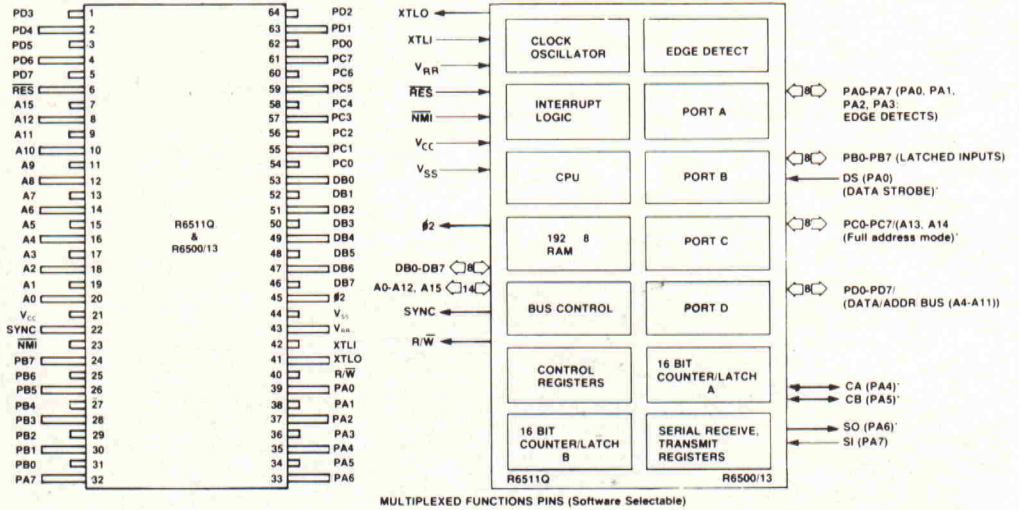 PD3 1 64 PD2
PD4 2 63 PD1
PD5 3 62 PD0
PD6 4 61 PC7
PD7 5 60 PC6
RES 6 59 PC5
A15 7 58 PC4
A12 8 57 PC3
A11 9 56 PC2
A10 10 55 PC1
A9 11 54 PC0
A8 12 53 DB0
A7 13 52 DB1
A6 14 51 DB2
A5 15 50 DB3
A4 16 49 DB4
A3 17 48 DB5
A2 18 47 DB6
A1 19 46 DB7
A0 20 45 ϕ2
VCC 21 44 VSS
SYNC 22 43 VRR
NMI 23 42 XTLI
PB7 24 41 XTLO
PB6 25 40 R/W
PB5 26 39 PA0
PB4 27 38 PA1
PB3 28 37 PA2
PB2 29 36 PA3
PB1 30 35 PA4
PB0 31 34 PA5
PA7 32 33 PA6
R6511Q
&
R6500/13
XTLO
XTLI
VRR
RES
NMI
VCC
VSS
ϕ2
DB0-DB7 8
A0-A12, A15 14
SYNC
R/W
CLOCK
OSCILLATOR
EDGE DETECT
INTERRUPT
LOGIC
PORT A
CPU
PORT B
192 8
RAM
PORT C
BUS CONTROL
PORT D
CONTROL
REGISTERS
16 BIT
COUNTER/LATCH
A
16 BIT
COUNTER/LATCH
B
SERIAL RECEIVE,
TRANSMIT
REGISTERS
R6511Q R6500/13
8 PA0-PA7 (PA0, PA1,
PA2, PA3:
EDGE DETECTS)
8 PB0-PB7 (LATCHED INPUTS)
DS (PA0)
(DATA STROBE)*
8 PC0-PC7/(A13, A14
(Full address mode)*
8 PD0-PD7/
(DATA/ADDR BUS (A4-A11))
CA (PA4)*
CB (PA5)*
SO (PA6)*
SI (PA7)
MULTIPLEXED FUNCTIONS PINS (Software Selectable)